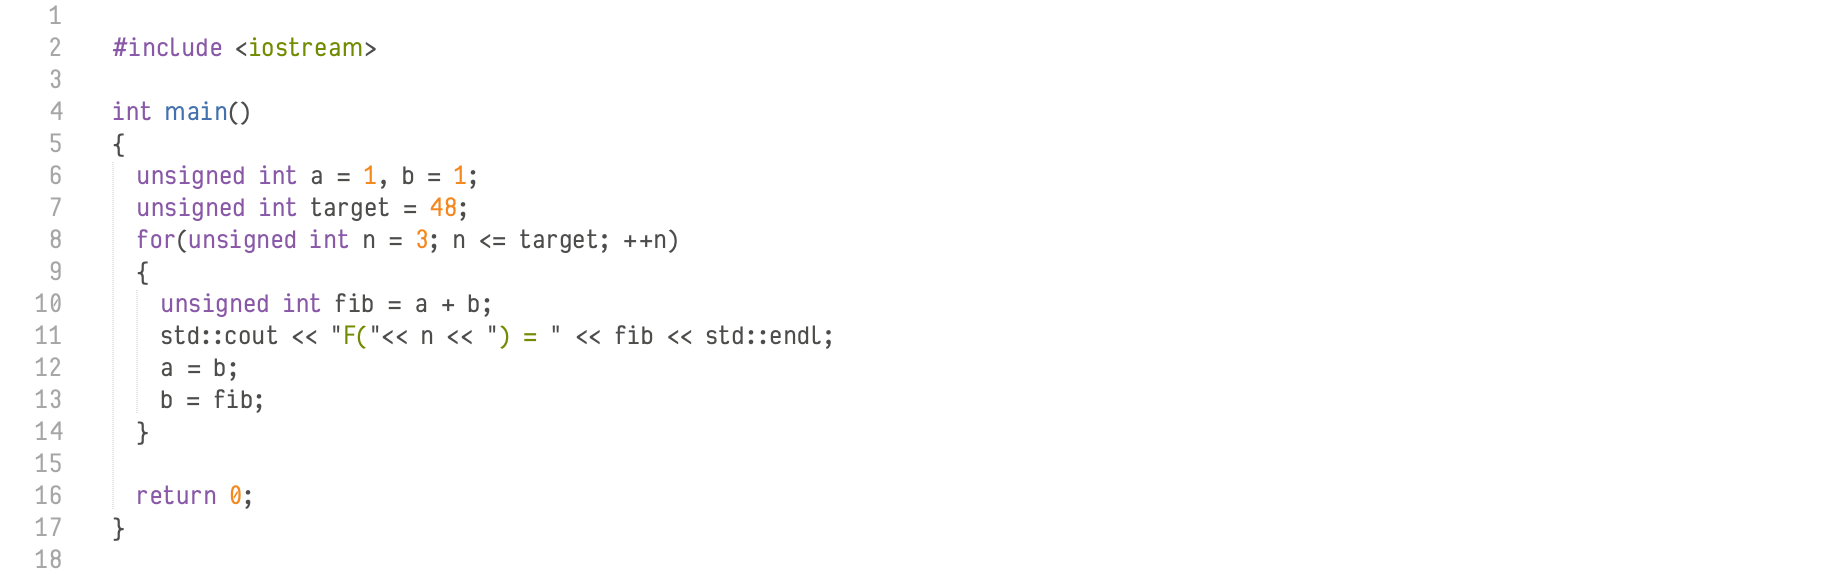 1
2 #include <iostream>
3
4 int main()
5 {
6 unsigned int a = 1, b = 1;
7 unsigned int target = 48;
8 for(unsigned int n = 3; n <= target; ++n)
9 {
10 unsigned int fib = a + b;
11 std::cout << "F("<< n << ") = " << fib << std::endl;
12 a = b;
13 b = fib;
14 }
15
16 return 0;
17 }
18